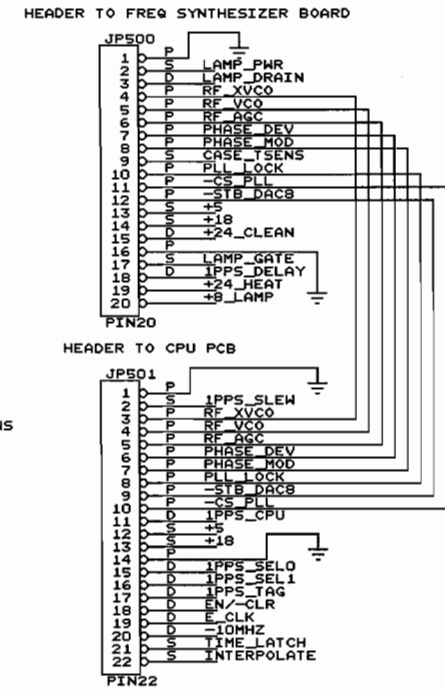 HEADER TO FREQ SYNTHESIZER BOARD
JP500
1 P
2 S LAMP_PWR
3 D LAMP_DRAIN
4 P RF_XVCO
5 P RF_VCO
6 P RF_AGC
7 P PHASE_DEV
8 P PHASE_MOD
9 S CASE_TSENS
10 P PLL_LOCK
11 P -CS_PLL
12 P -STB_DAC8
13 S +5
14 S +18
15 D +24_CLEAN
16 P
17 S LAMP_GATE
18 D 1PPS_DELAY
19 +24_HEAT
20 +8_LAMP
PIN20
HEADER TO CPU PCB
JP501
1 P
2 S 1PPS_SLEW
3 P RF_XVCO
4 P RF_VCO
5 P RF_AGC
6 P PHASE_DEV
7 P PHASE_MOD
8 P PLL_LOCK
9 P -STB_DAC8
10 P -CS_PLL
11 D 1PPS_CPU
12 S +5
13 S +18
14 P
15 D 1PPS_SEL0
16 D 1PPS_SEL1
17 D 1PPS_TAG
18 D EN/-CLR
19 D E_CLK
20 D -10MHZ
21 S TIME_LATCH
22 S INTERPOLATE
PIN22